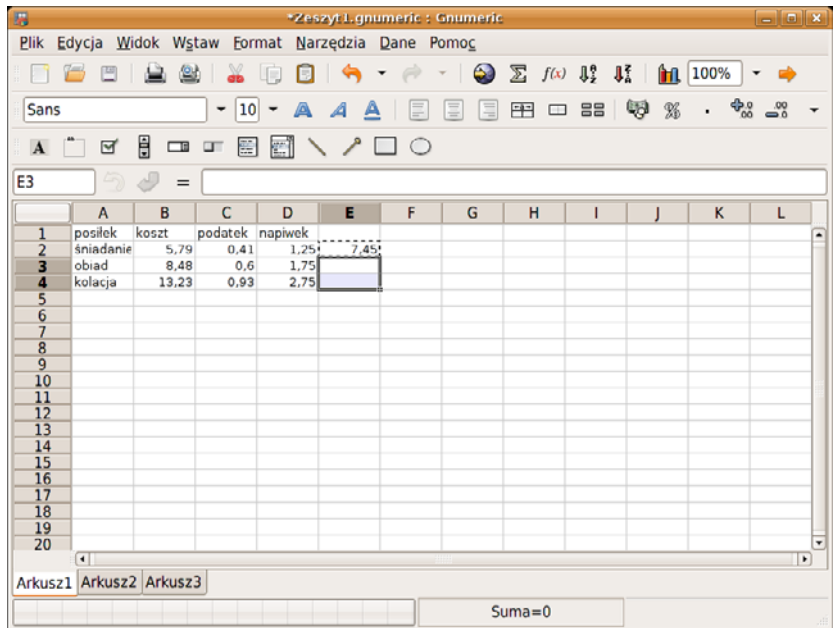 *Zeszyt1.gnumeric : Gnumeric
Plik Edycja Widok Wstaw Format Narzędzia Dane Pomoc
Σ f(x) 100%
Sans 10 A A A % . .00 .00
A
E3 =
A B C D E F G H I J K L
1 posiłek koszt podatek napiwek
2 śniadanie 5,79 0,41 1,25 7,45
3 obiad 8,48 0,6 1,75
4 kolacja 13,23 0,93 2,75
5
6
7
8
9
10
11
12
13
14
15
16
17
18
19
20
Arkusz1 Arkusz2 Arkusz3
Suma=0